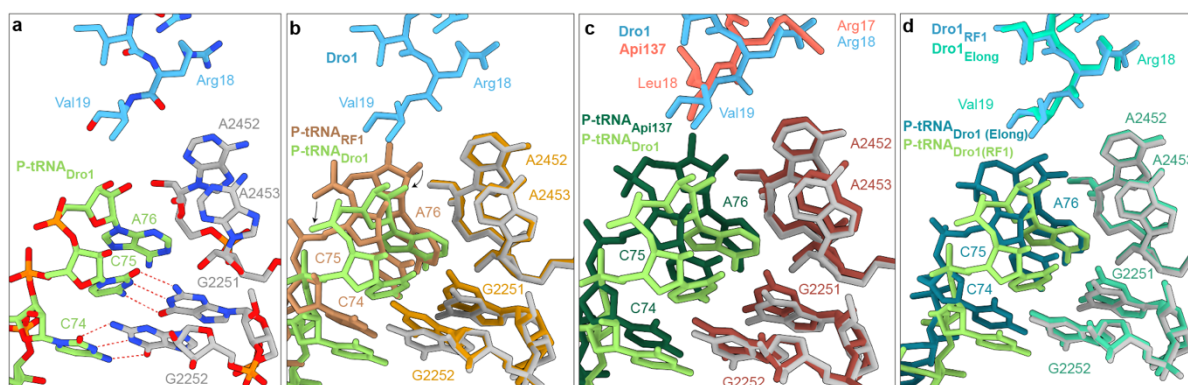 a
Arg18
Val19
A2452
P-tRNADro1
A2453
A76
C75
G2251
C74
G2252
b
Dro1
Arg18
Val19
P-tRNARF1
P-tRNADro1
A2452
A2453
A76
C75
G2251
C74
G2252
c
Dro1
Api137
Arg17
Arg18
Leu18
Val19
P-tRNAApi137
P-tRNADro1
A2452
A2453
A76
C75
G2251
C74
G2252
d
Dro1RF1
Dro1Elong
Arg18
Val19
P-tRNADro1 (Elong)
P-tRNADro1(RF1)
A2452
A2453
A76
C75
G2251
C74
G2252